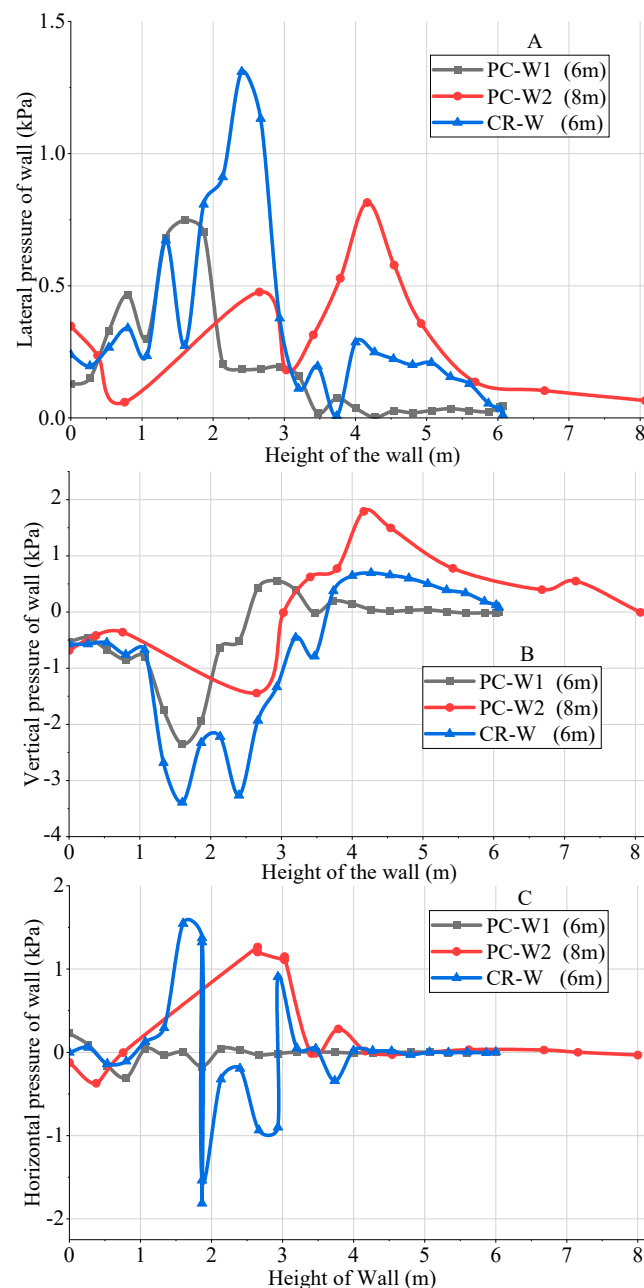 A
PC-W1 (6m)
PC-W2 (8m)
CR-W (6m)
Lateral pressure of wall (kPa)
1.5
1.0
0.5
0.0
0 1 2 3 4 5 6 7 8
Height of the wall (m)
B
PC-W1 (6m)
PC-W2 (8m)
CR-W (6m)
Vertical pressure of wall (kPa)
2
1
0
-1
-2
-3
-4
0 1 2 3 4 5 6 7 8
Height of the wall (m)
C
PC-W1 (6m)
PC-W2 (8m)
CR-W (6m)
Horizontal pressure of wall (kPa)
2
1
0
-1
-2
0 1 2 3 4 5 6 7 8
Height of Wall (m)